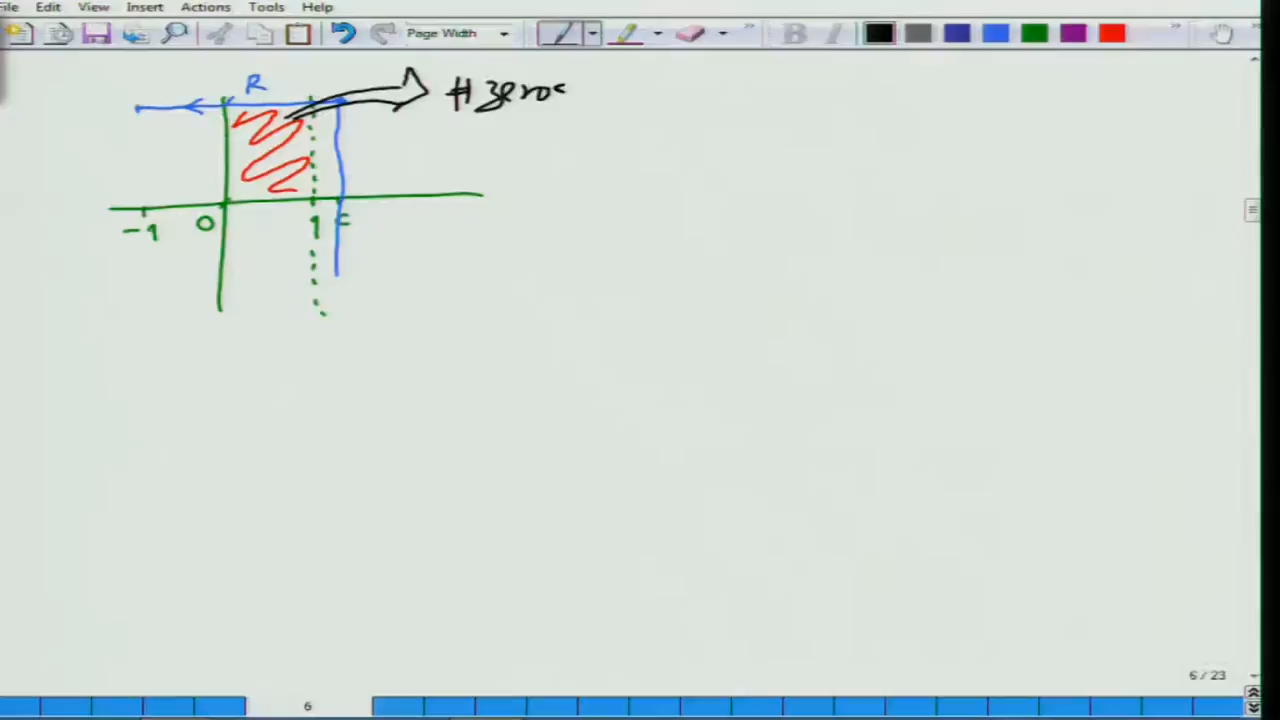 File Edit View Insert Actions Tools Help
Page Width
R
# zeros
-1 0 1 c
6 / 23
6